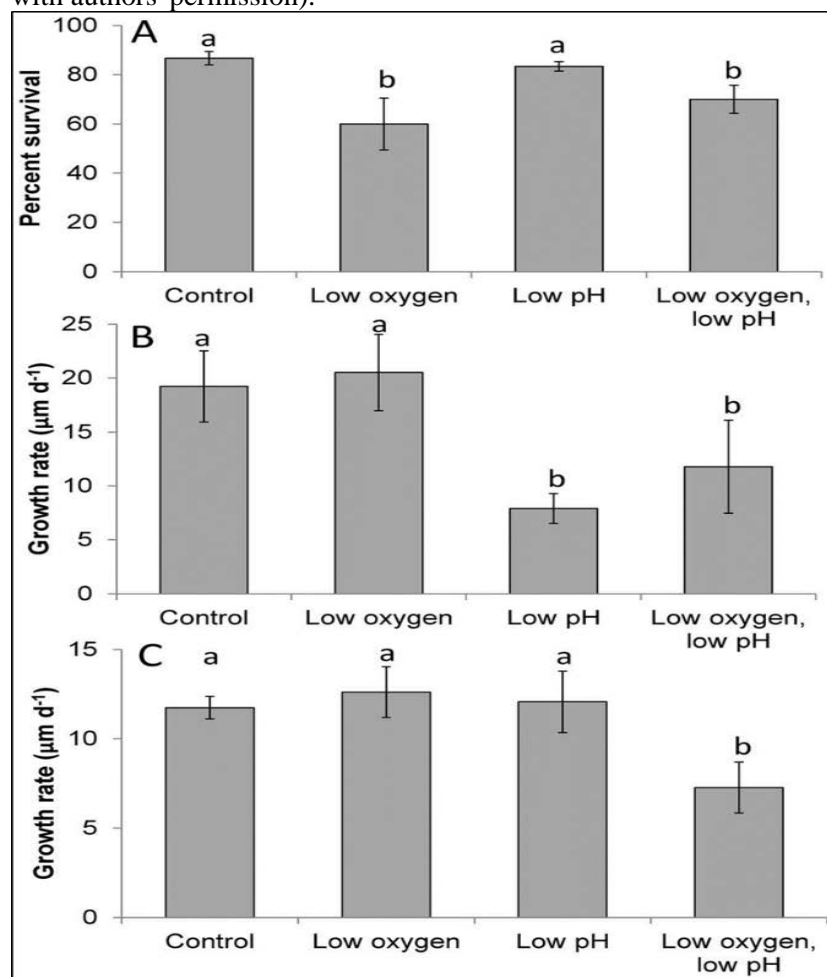 with authors' permission).
A
a
b
a
b
100
80
60
40
20
0
Percent survival
Control
Low oxygen
Low pH
Low oxygen,
low pH
B
a
a
b
b
25
20
15
10
5
0
Growth rate (µm d-1)
Control
Low oxygen
Low pH
Low oxygen,
low pH
C
a
a
a
b
15
10
5
0
Growth rate (µm d-1)
Control
Low oxygen
Low pH
Low oxygen,
low pH